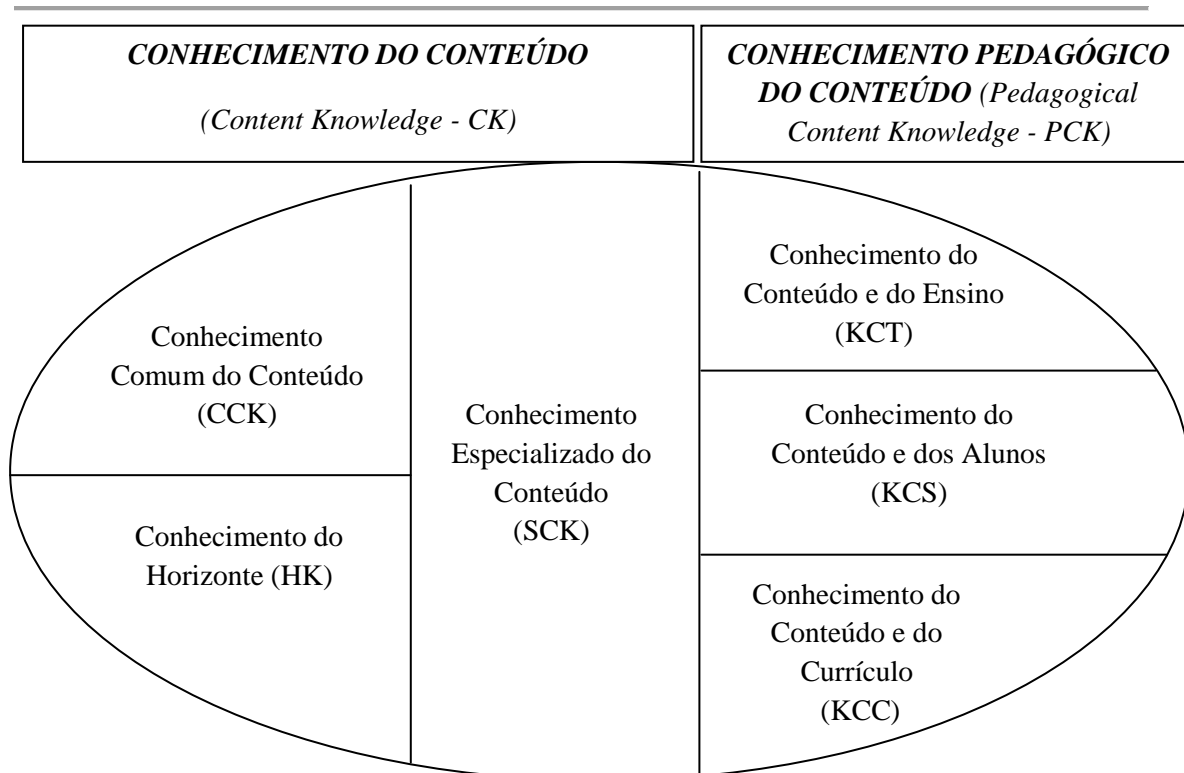 CONHECIMENTO DO CONTEÚDO
(Content Knowledge - CK)
CONHECIMENTO PEDAGÓGICO
DO CONTEÚDO (Pedagogical
Content Knowledge - PCK)
Conhecimento
Comum do Conteúdo
(CCK)
Conhecimento do
Horizonte (HK)
Conhecimento
Especializado do
Conteúdo
(SCK)
Conhecimento do
Conteúdo e do Ensino
(KCT)
Conhecimento do
Conteúdo e dos Alunos
(KCS)
Conhecimento do
Conteúdo e do
Currículo
(KCC)